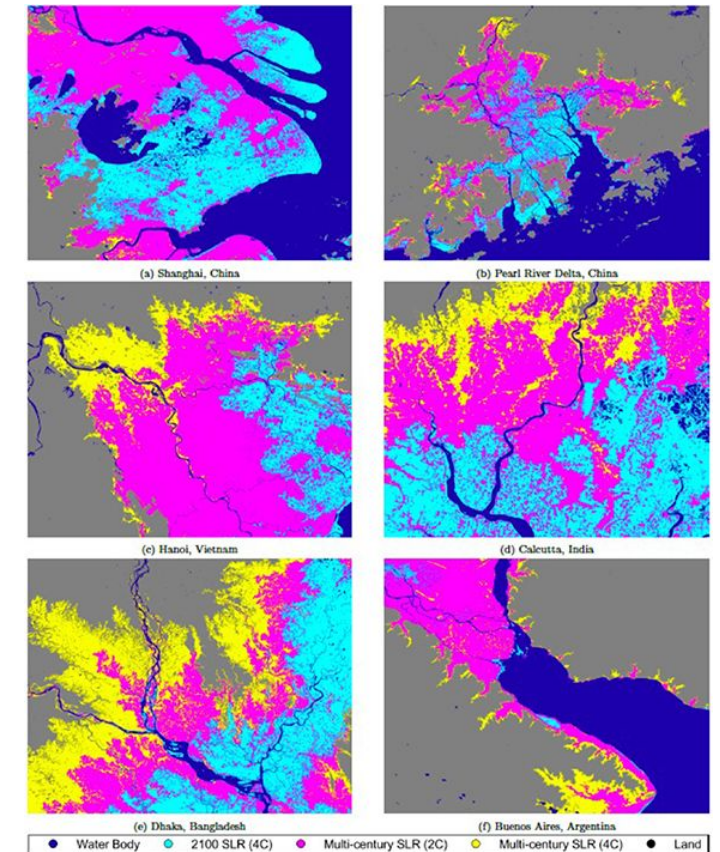 (a) Shanghai, China
(b) Pearl River Delta, China
(c) Hanoi, Vietnam
(d) Calcutta, India
(e) Dhaka, Bangladesh
(f) Buenos Aires, Argentina
Water Body 2100 SLR (4C) Multi-century SLR (2C) Multi-century SLR (4C) Land